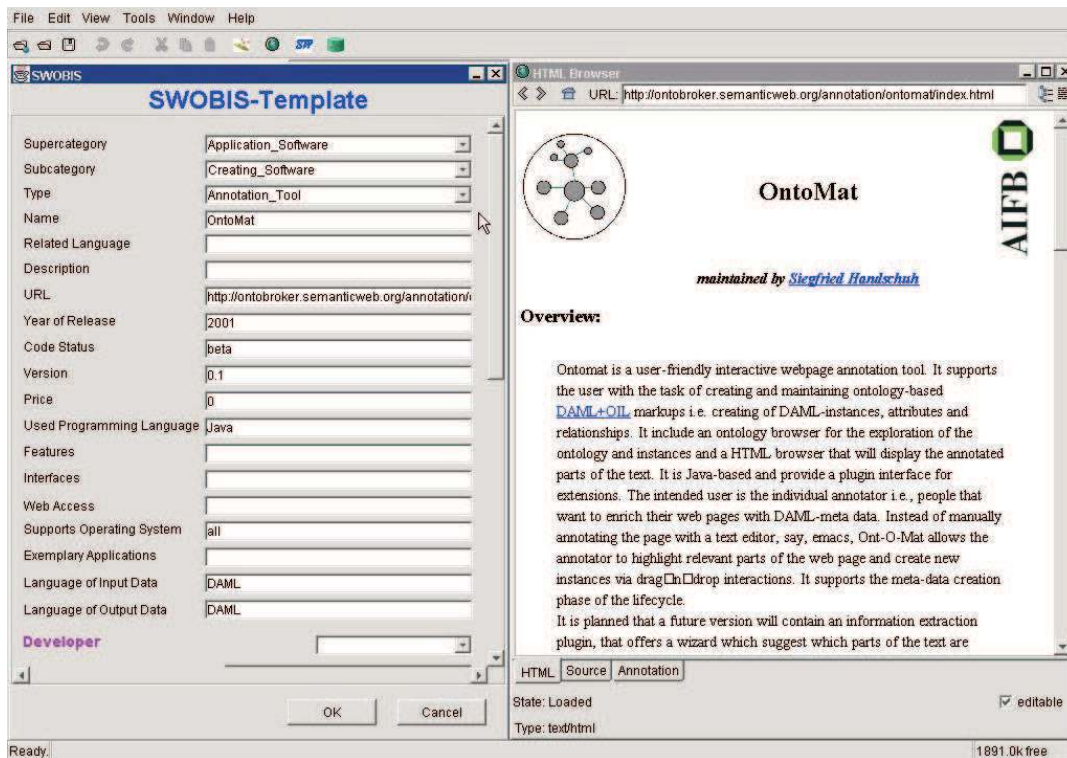 File Edit View Tools Window Help
STP
SWOBIS
SWOBIS-Template
Supercategory Application_Software
Subcategory Creating_Software
Type Annotation_Tool
Name OntoMat
Related Language
Description
URL http://ontobroker.semanticweb.org/annotation/
Year of Release 2001
Code Status beta
Version 0.1
Price 0
Used Programming Language Java
Features
Interfaces
Web Access
Supports Operating System all
Exemplary Applications
Language of Input Data DAML
Language of Output Data DAML
Developer
OK Cancel
HTML Browser
URL: http://ontobroker.semanticweb.org/annotation/ontomat/index.html
OntoMat
AIFB
maintained by Siegfried Handschuh
Overview:
Ontomat is a user-friendly interactive webpage annotation tool. It supports
the user with the task of creating and maintaining ontology-based
DAML+OIL markups i.e. creating of DAML-instances, attributes and
relationships. It include an ontology browser for the exploration of the
ontology and instances and a HTML browser that will display the annotated
parts of the text. It is Java-based and provide a plugin interface for
extensions. The intended user is the individual annotator i.e., people that
want to enrich their web pages with DAML-meta data. Instead of manually
annotating the page with a text editor, say, emacs, Ont-O-Mat allows the
annotator to highlight relevant parts of the web page and create new
instances via drag□n□drop interactions. It supports the meta-data creation
phase of the lifecycle.
It is planned that a future version will contain an information extraction
plugin, that offers a wizard which suggest which parts of the text are
HTML Source Annotation
State: Loaded editable
Type: text/html
Ready. 1891.0k free